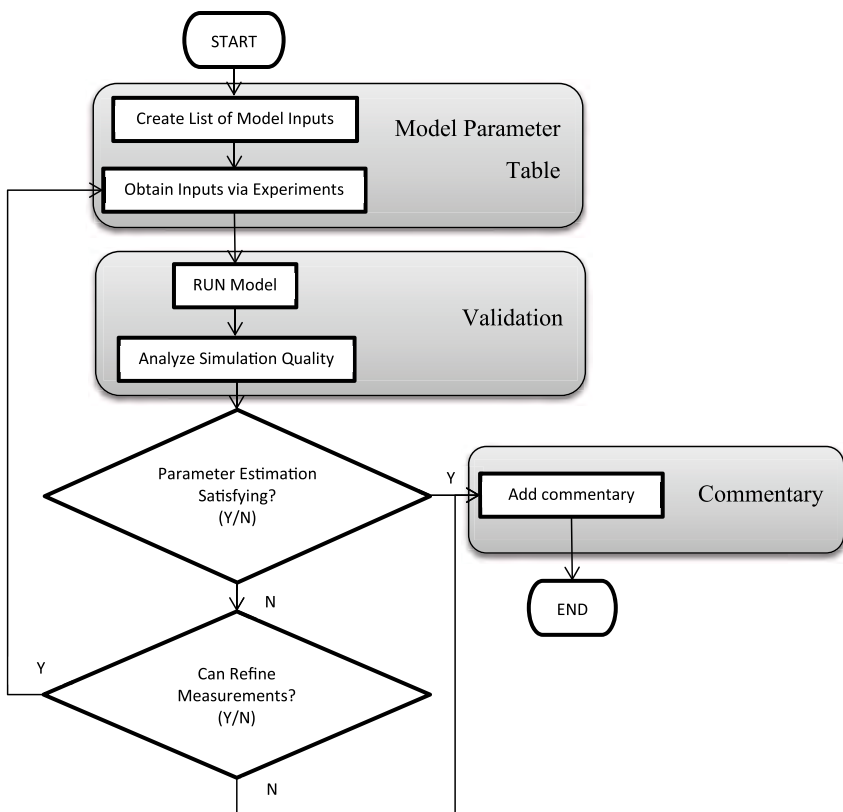 START
Create List of Model Inputs
Model Parameter
Table
Obtain Inputs via Experiments
RUN Model
Validation
Analyze Simulation Quality
Parameter Estimation
Satisfying?
(Y/N)
Y
Add commentary
Commentary
N
END
Can Refine
Measurements?
(Y/N)
Y
N